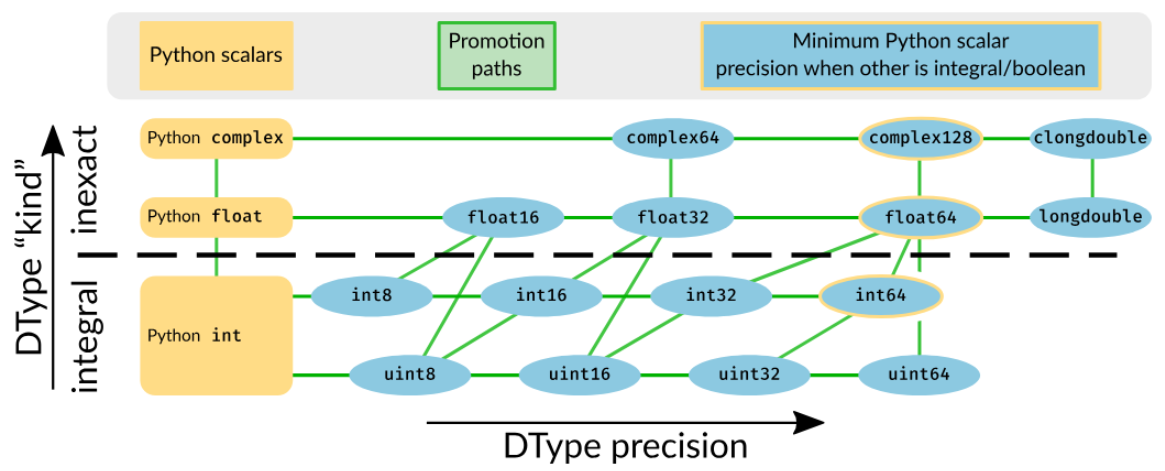 Python scalars
Promotion
paths
Minimum Python scalar
precision when other is integral/boolean
DType “kind”
inexact
integral
Python complex
complex64
complex128
clongdouble
Python float
float16
float32
float64
longdouble
int8
int16
int32
int64
Python int
uint8
uint16
uint32
uint64
DType precision